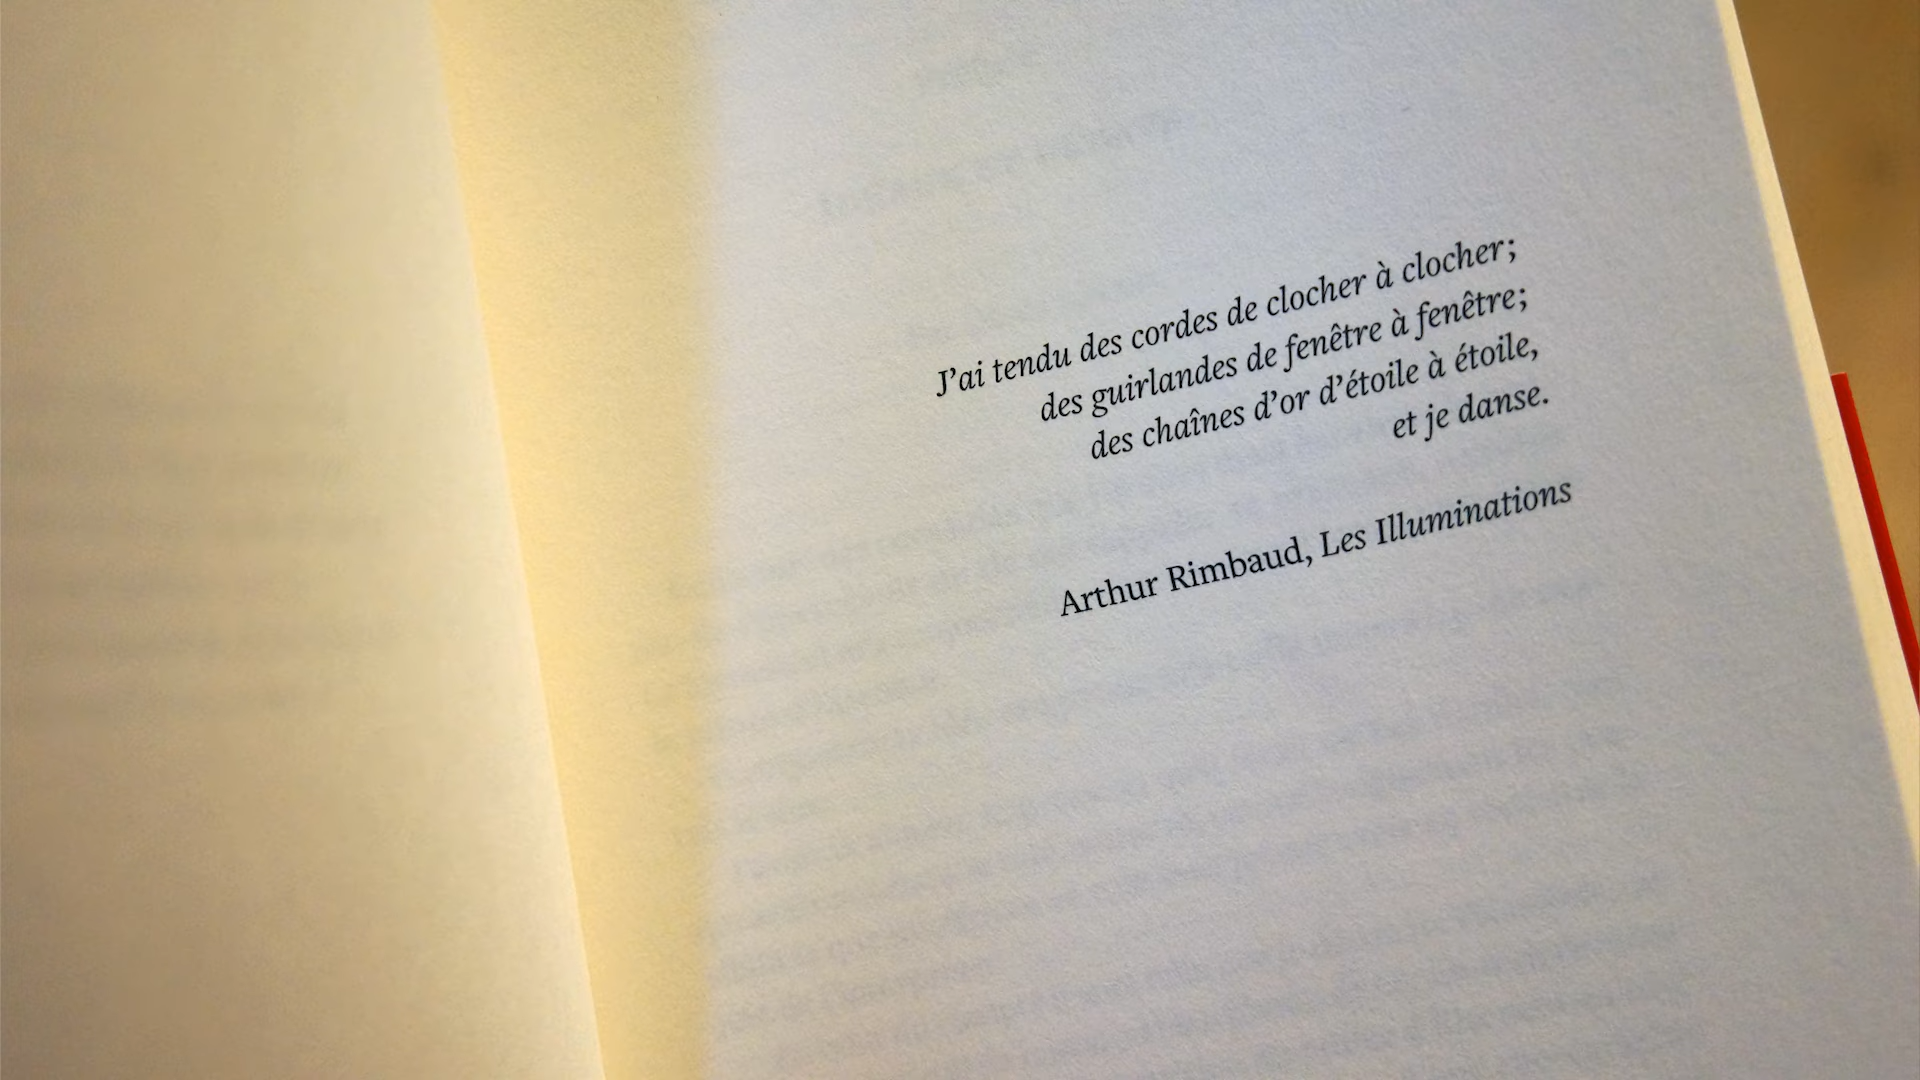 J'ai tendu des cordes de clocher à clocher;
des guirlandes de fenêtre à fenêtre;
des chaînes d'or d'étoile à étoile,
et je danse.
Arthur Rimbaud, Les Illuminations